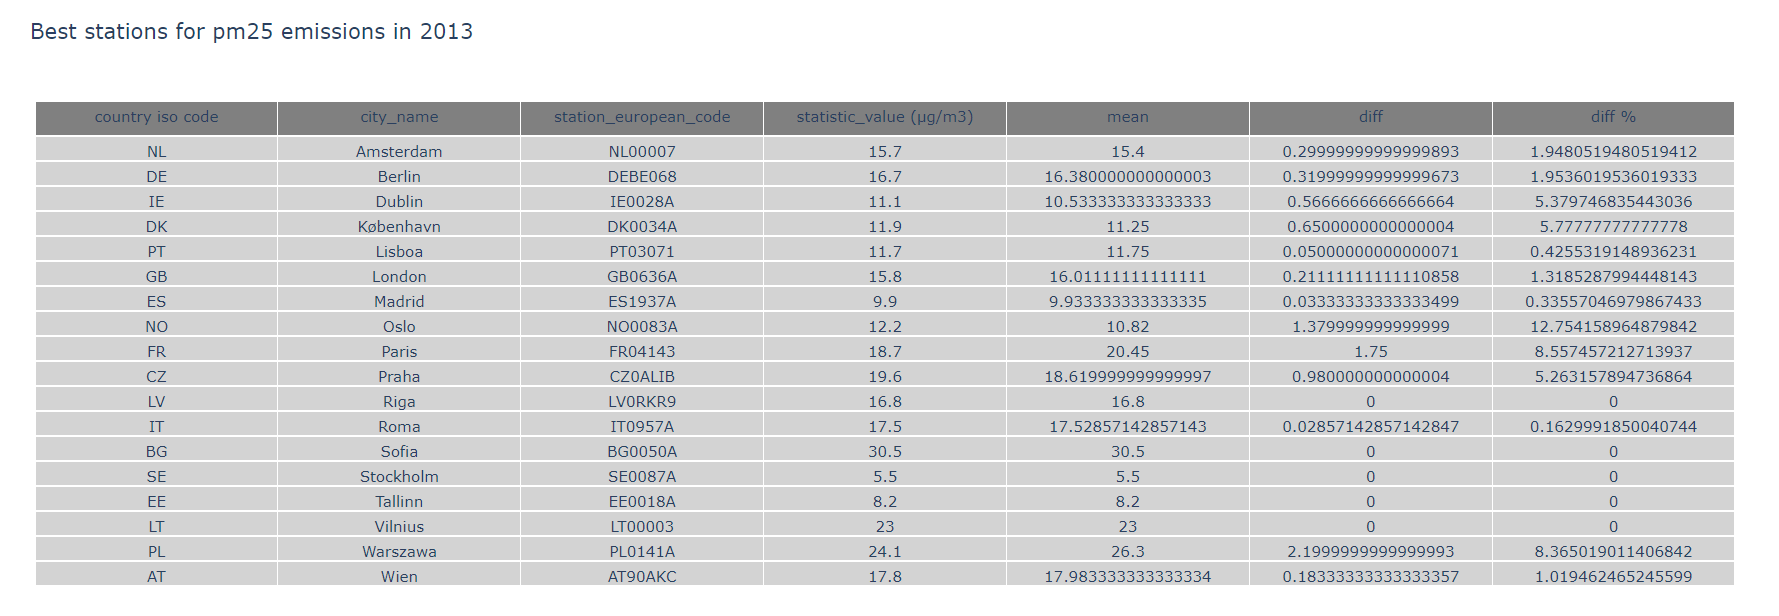 Best stations for pm25 emissions in 2013
country iso code city_name station_european_code statistic_value (µg/m3) mean diff diff %
NL Amsterdam NL00007 15.7 15.4 0.29999999999999893 1.9480519480519412
DE Berlin DEBE068 16.7 16.380000000000003 0.31999999999999673 1.9536019536019333
IE Dublin IE0028A 11.1 10.533333333333333 0.5666666666666664 5.379746835443036
DK København DK0034A 11.9 11.25 0.6500000000000004 5.77777777777778
PT Lisboa PT03071 11.7 11.75 0.05000000000000071 0.4255319148936231
GB London GB0636A 15.8 16.01111111111111 0.21111111111110858 1.3185287994448143
ES Madrid ES1937A 9.9 9.933333333333335 0.03333333333333499 0.33557046979867433
NO Oslo NO0083A 12.2 10.82 1.379999999999999 12.754158964879842
FR Paris FR04143 18.7 20.45 1.75 8.557457212713937
CZ Praha CZ0ALIB 19.6 18.619999999999997 0.980000000000004 5.263157894736864
LV Riga LV0RKR9 16.8 16.8 0 0
IT Roma IT0957A 17.5 17.52857142857143 0.02857142857142847 0.1629991850040744
BG Sofia BG0050A 30.5 30.5 0 0
SE Stockholm SE0087A 5.5 5.5 0 0
EE Tallinn EE0018A 8.2 8.2 0 0
LT Vilnius LT00003 23 23 0 0
PL Warszawa PL0141A 24.1 26.3 2.1999999999999993 8.365019011406842
AT Wien AT90AKC 17.8 17.983333333333334 0.18333333333333357 1.019462465245599